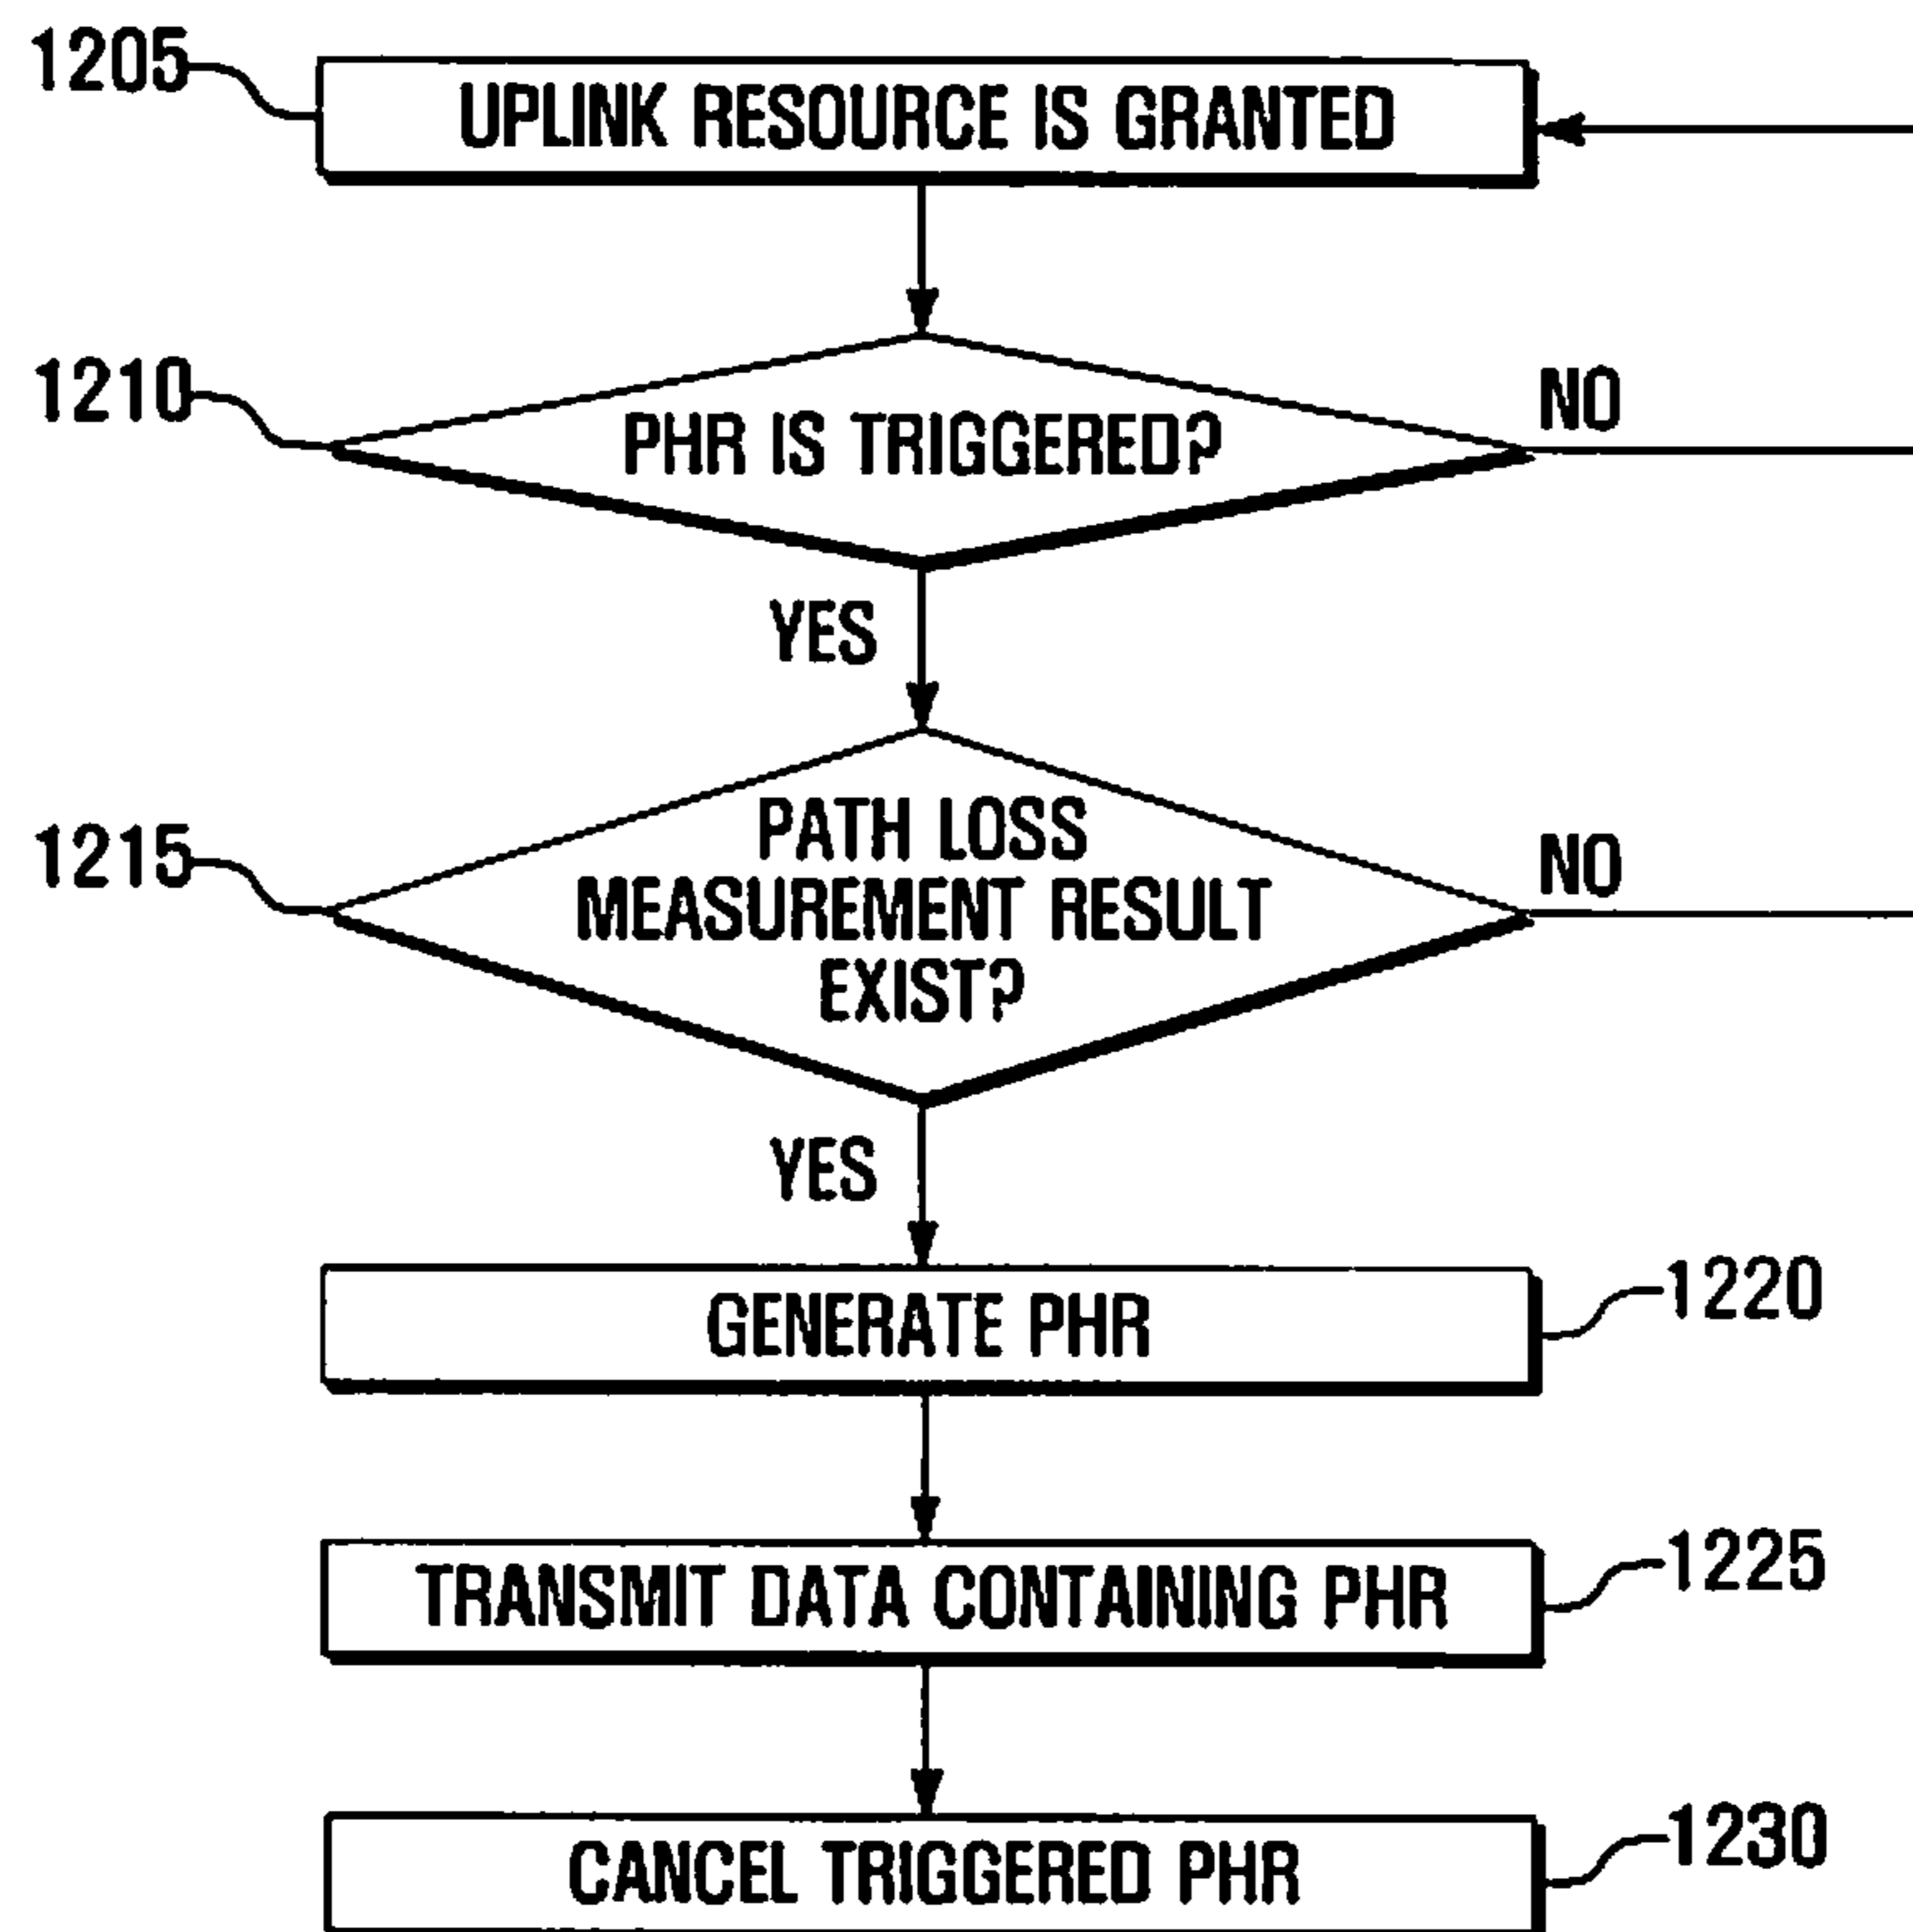 1205
UPLINK RESOURCE IS GRANTED
1210
PHR IS TRIGGERED?
NO
YES
1215
PATH LOSS
MEASUREMENT RESULT
EXIST?
NO
YES
GENERATE PHR
1220
TRANSMIT DATA CONTAINING PHR
1225
CANCEL TRIGGERED PHR
1230